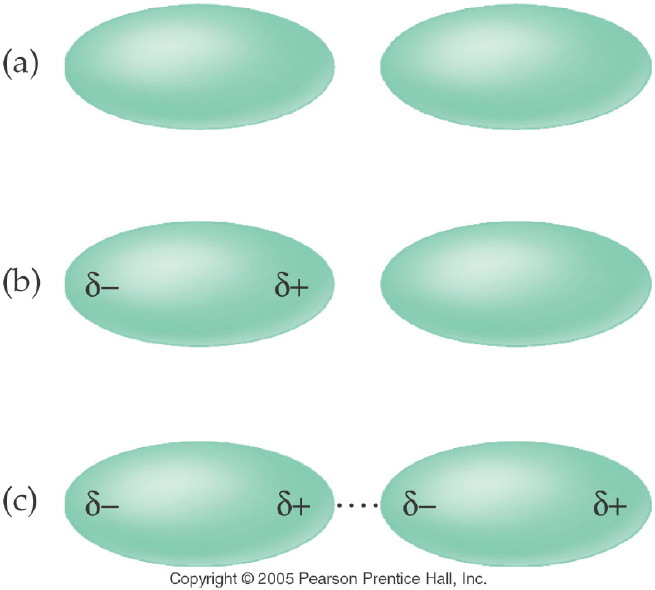 (a)
(b) δ– δ+
(c) δ– δ+ .... δ– δ+
Copyright © 2005 Pearson Prentice Hall, Inc.